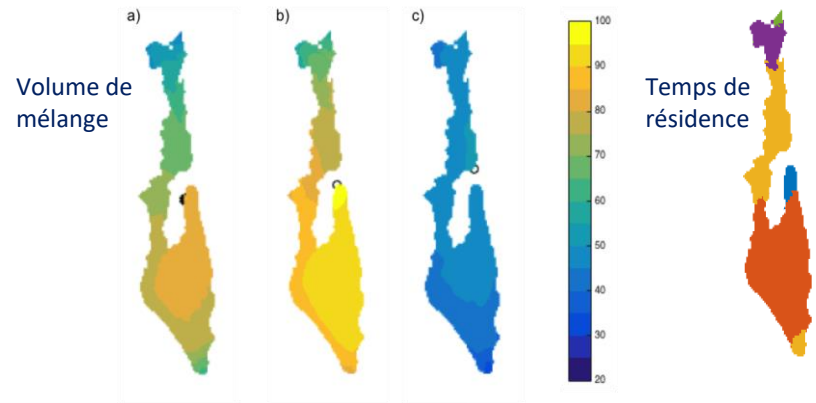 a)
b)
c)
Volume de
mélange
100
90
80
70
60
50
40
30
20
Temps de
résidence